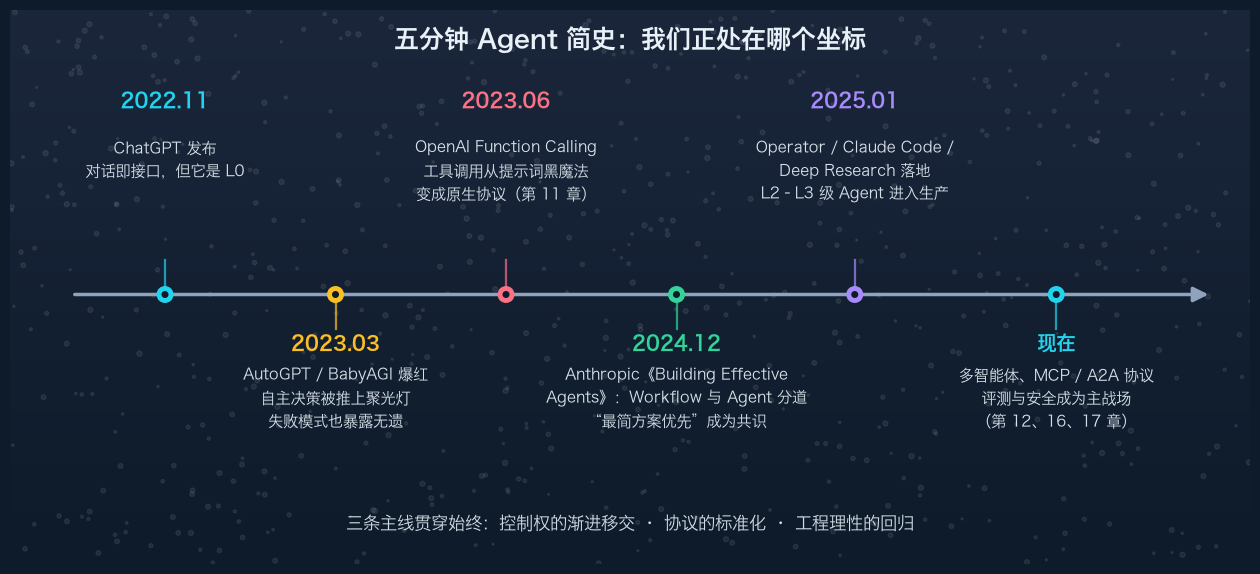 五分钟 Agent 简史：我们正处在哪个坐标
2022.11
ChatGPT 发布
对话即接口，但它是 L0
2023.03
AutoGPT / BabyAGI 爆红
自主决策被推上聚光灯
失败模式也暴露无遗
2023.06
OpenAI Function Calling
工具调用从提示词黑魔法
变成原生协议（第 11 章）
2024.12
Anthropic《Building Effective
Agents》：Workflow 与 Agent 分道
“最简方案优先”成为共识
2025.01
Operator / Claude Code /
Deep Research 落地
L2 - L3 级 Agent 进入生产
现在
多智能体、MCP / A2A 协议
评测与安全成为主战场
（第 12、16、17 章）
三条主线贯穿始终：控制权的渐进移交 · 协议的标准化 · 工程理性的回归